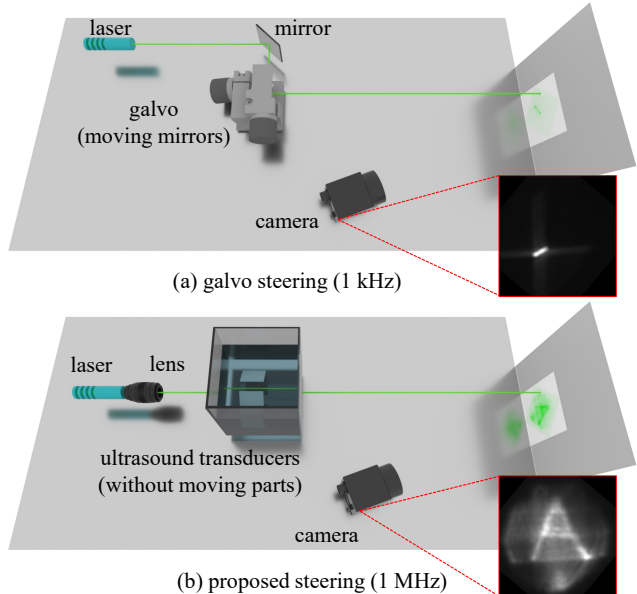 laser
mirror
galvo
(moving mirrors)
camera
(a) galvo steering (1 kHz)
laser
lens
ultrasound transducers
(without moving parts)
camera
A
(b) proposed steering (1 MHz)